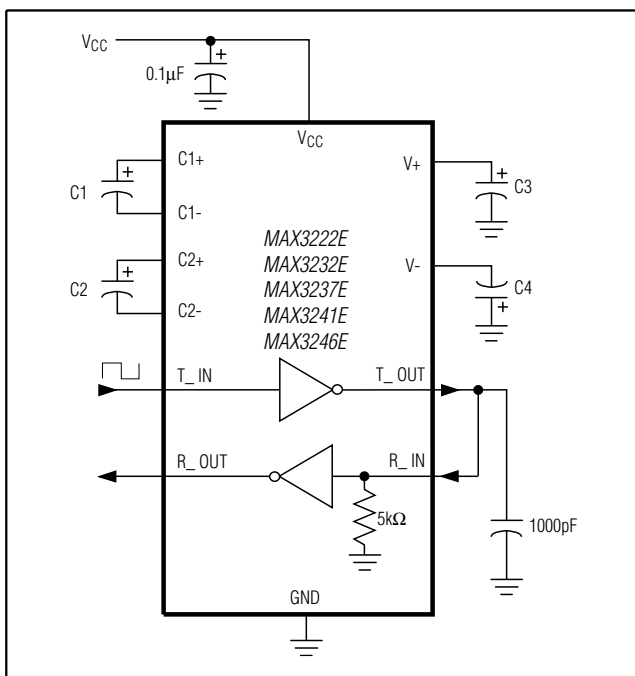 VCC
+
0.1μF
VCC
C1+
V+
+
C1
+
C3
C1-
MAX3222E
C2+
MAX3232E
V-
+
C2
MAX3237E
C4
C2-
MAX3241E
+
MAX3246E
T_ IN
T_ OUT
R_ OUT
R_ IN
5kΩ
1000pF
GND